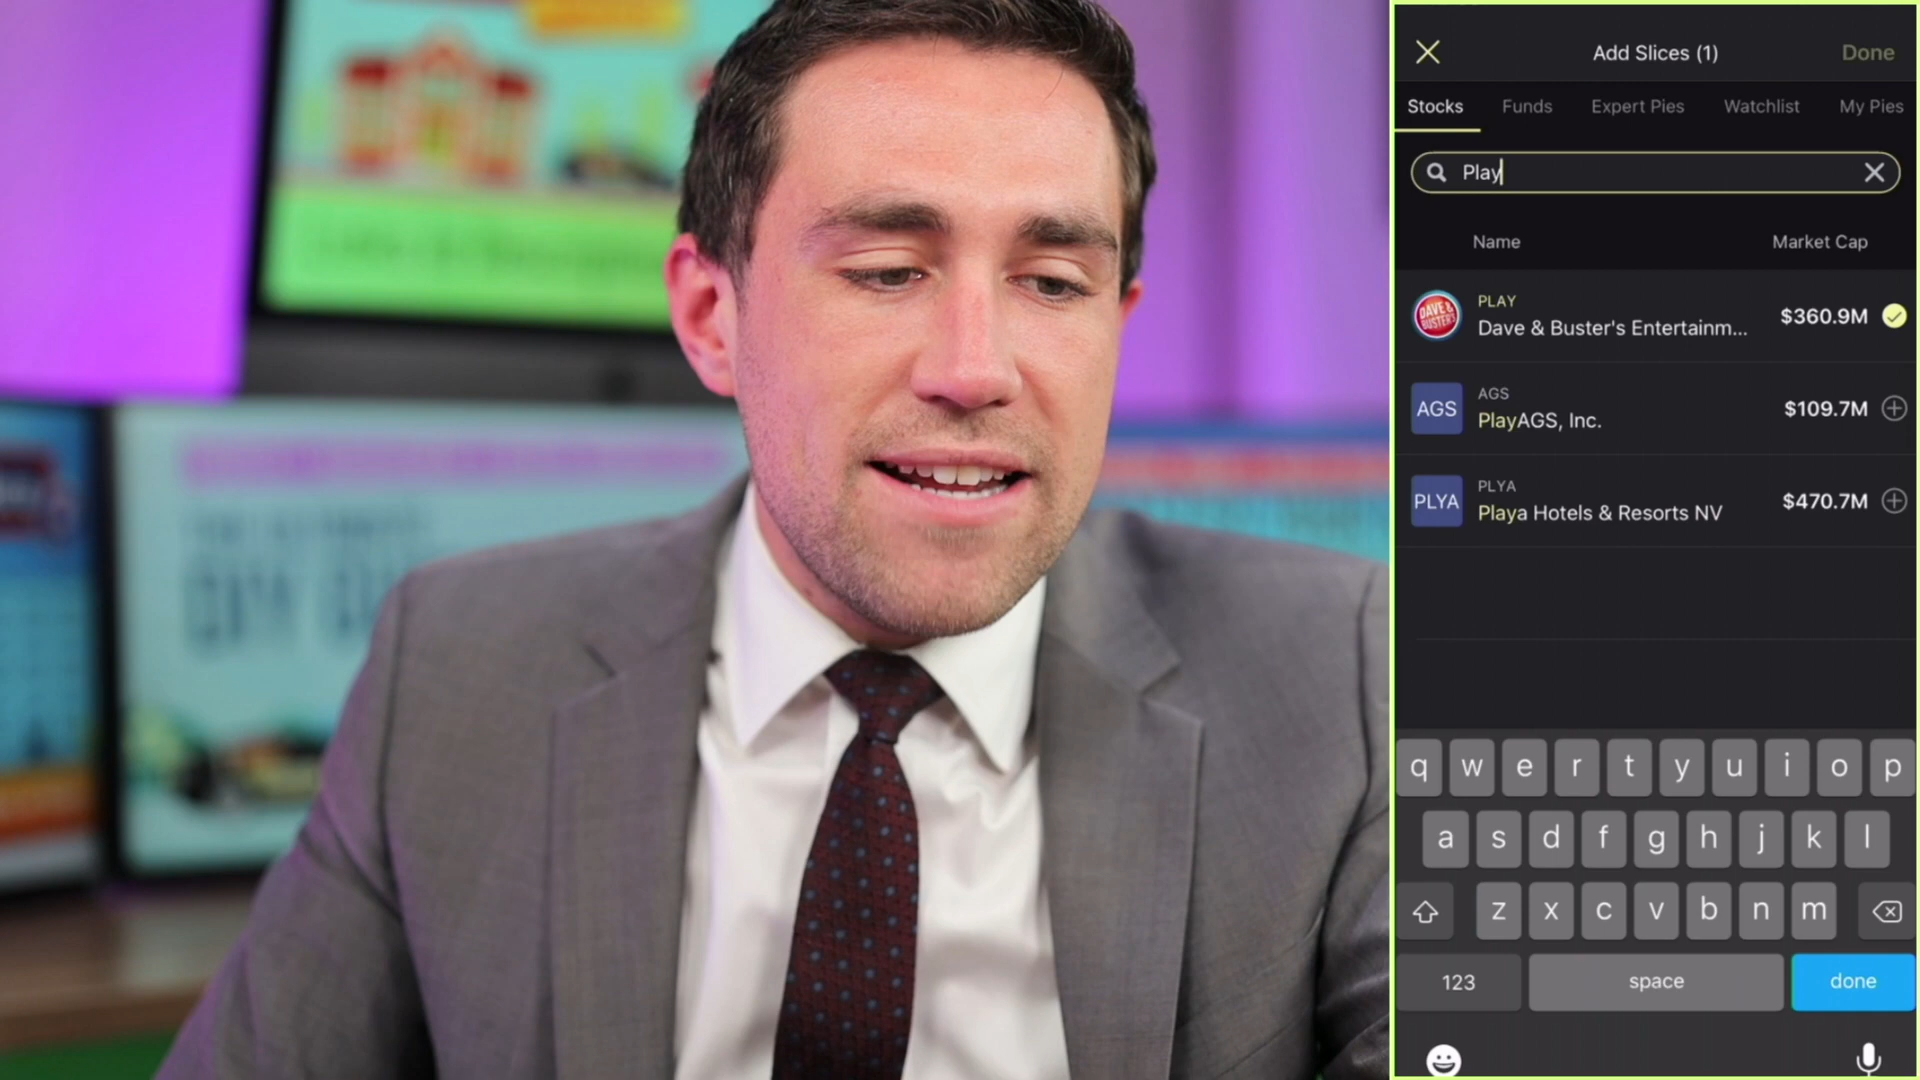 Add Slices (1)
Done
Stocks
Funds
Expert Pies
Watchlist
My Pies
Play
Name
Market Cap
DAVE &
BUSTER'S
PLAY
Dave & Buster's Entertainm...
$360.9M
AGS
AGS
PlayAGS, Inc.
$109.7M
PLYA
PLYA
Playa Hotels & Resorts NV
$470.7M
q w e r t y u i o p
a s d f g h j k l
z x c v b n m
123
space
done